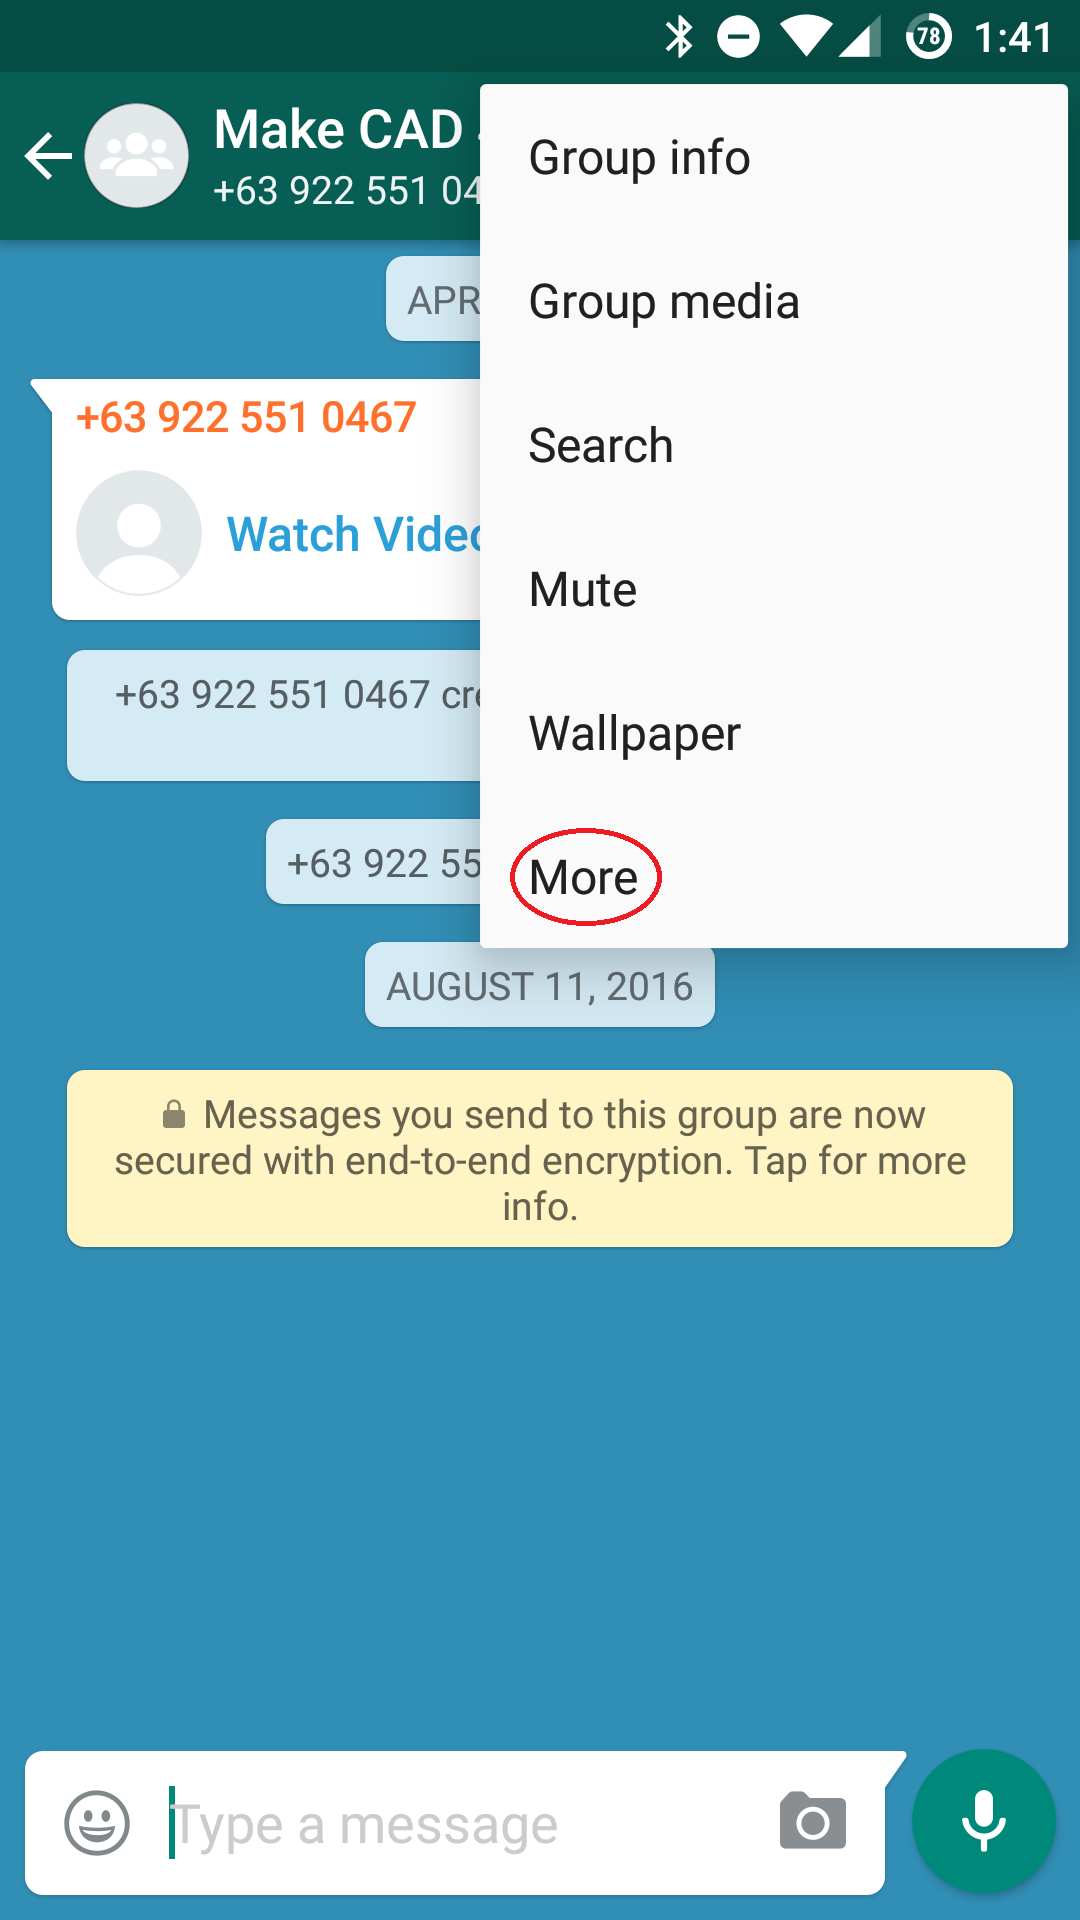 78 1:41
Make CAD
+63 922 551 04
Group info
Group media
Search
Mute
Wallpaper
More
APR
+63 922 551 0467
Watch Video
+63 922 551 0467 cre
+63 922 55
AUGUST 11, 2016
Messages you send to this group are now
secured with end-to-end encryption. Tap for more
info.
Type a message